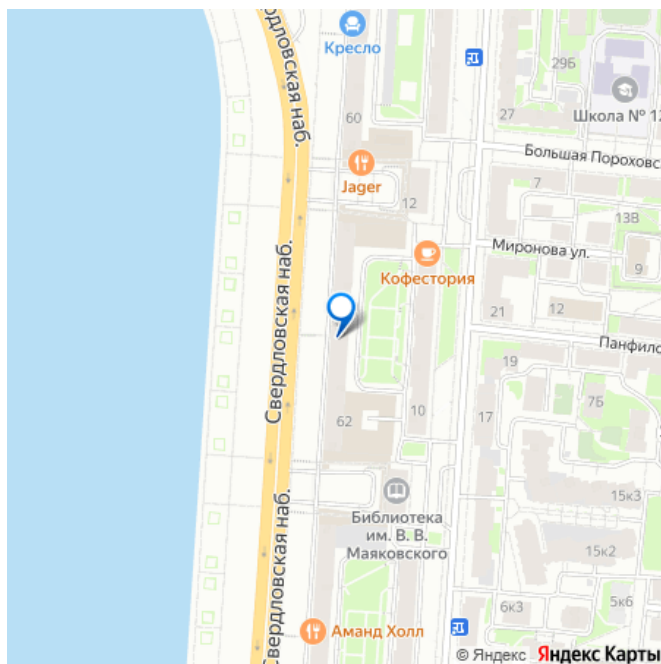 Кресло
29Б
Школа № 12
27
60
рдловская наб.
Большая Пороховс
Jager
7
12
13В
Миронова ул.
9
Кофестория
Свердловская наб.
12
21
Панфило
19
7Б
62
10
17
15к3
Библиотека
им. В. В.
Маяковского
15к2
Свердловская наб.
6к3
5к6
Аманд Холл
© Яндекс Яндекс Карты